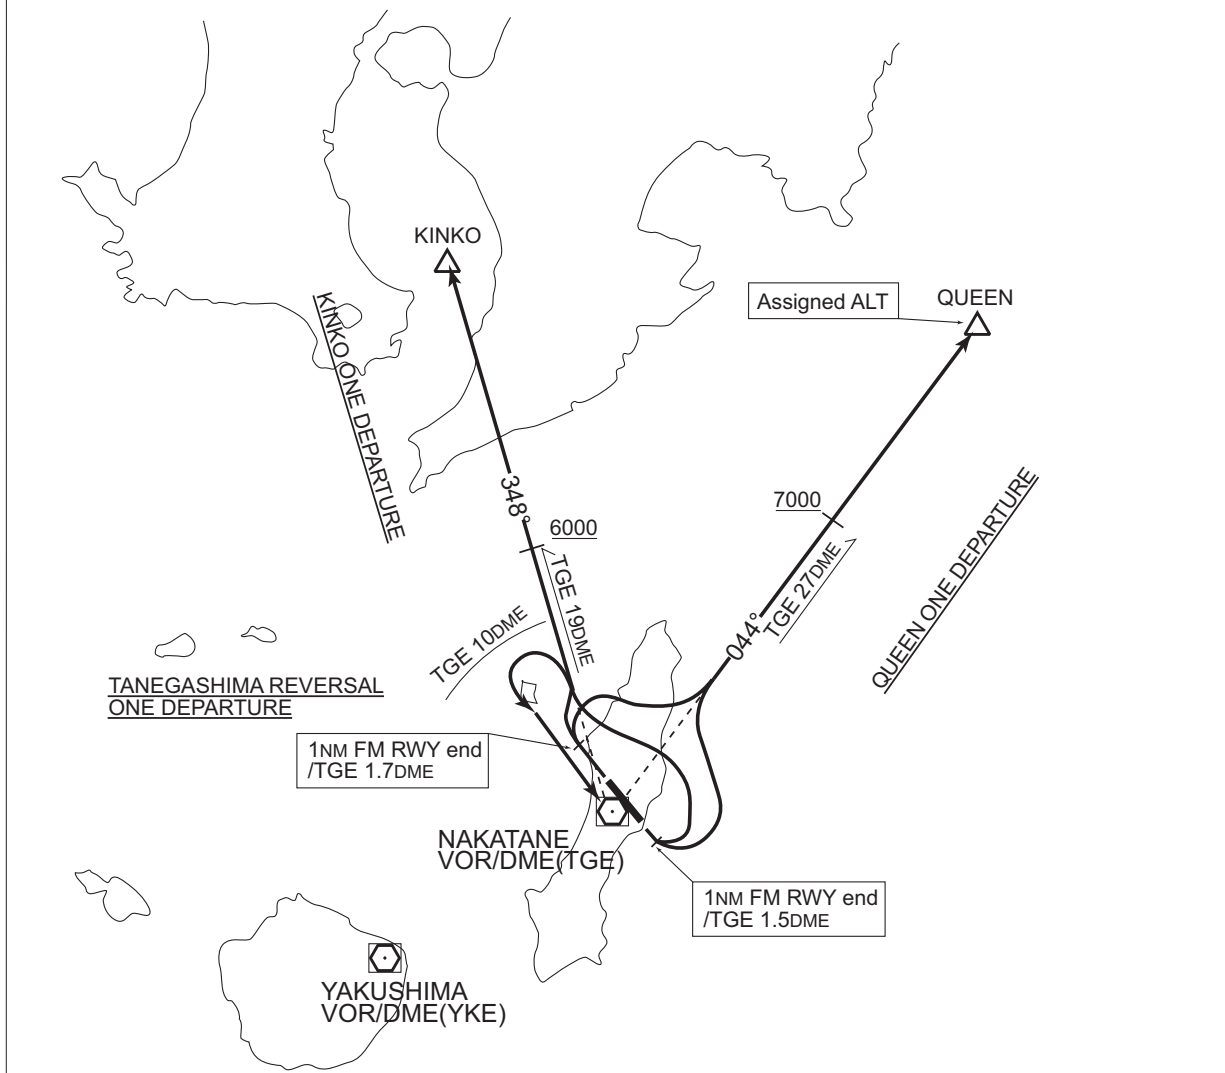 KINKO
QUEEN
Assigned ALT
KINKO ONE DEPARTURE
348°
7000
6000
TGE 19DME
TGE 27DME
044°
QUEEN ONE DEPARTURE
TGE 10DME
TANEGASHIMA REVERSAL
ONE DEPARTURE
1NM FM RWY end
/TGE 1.7DME
NAKATANE
VOR/DME(TGE)
1NM FM RWY end
/TGE 1.5DME
YAKUSHIMA
VOR/DME(YKE)